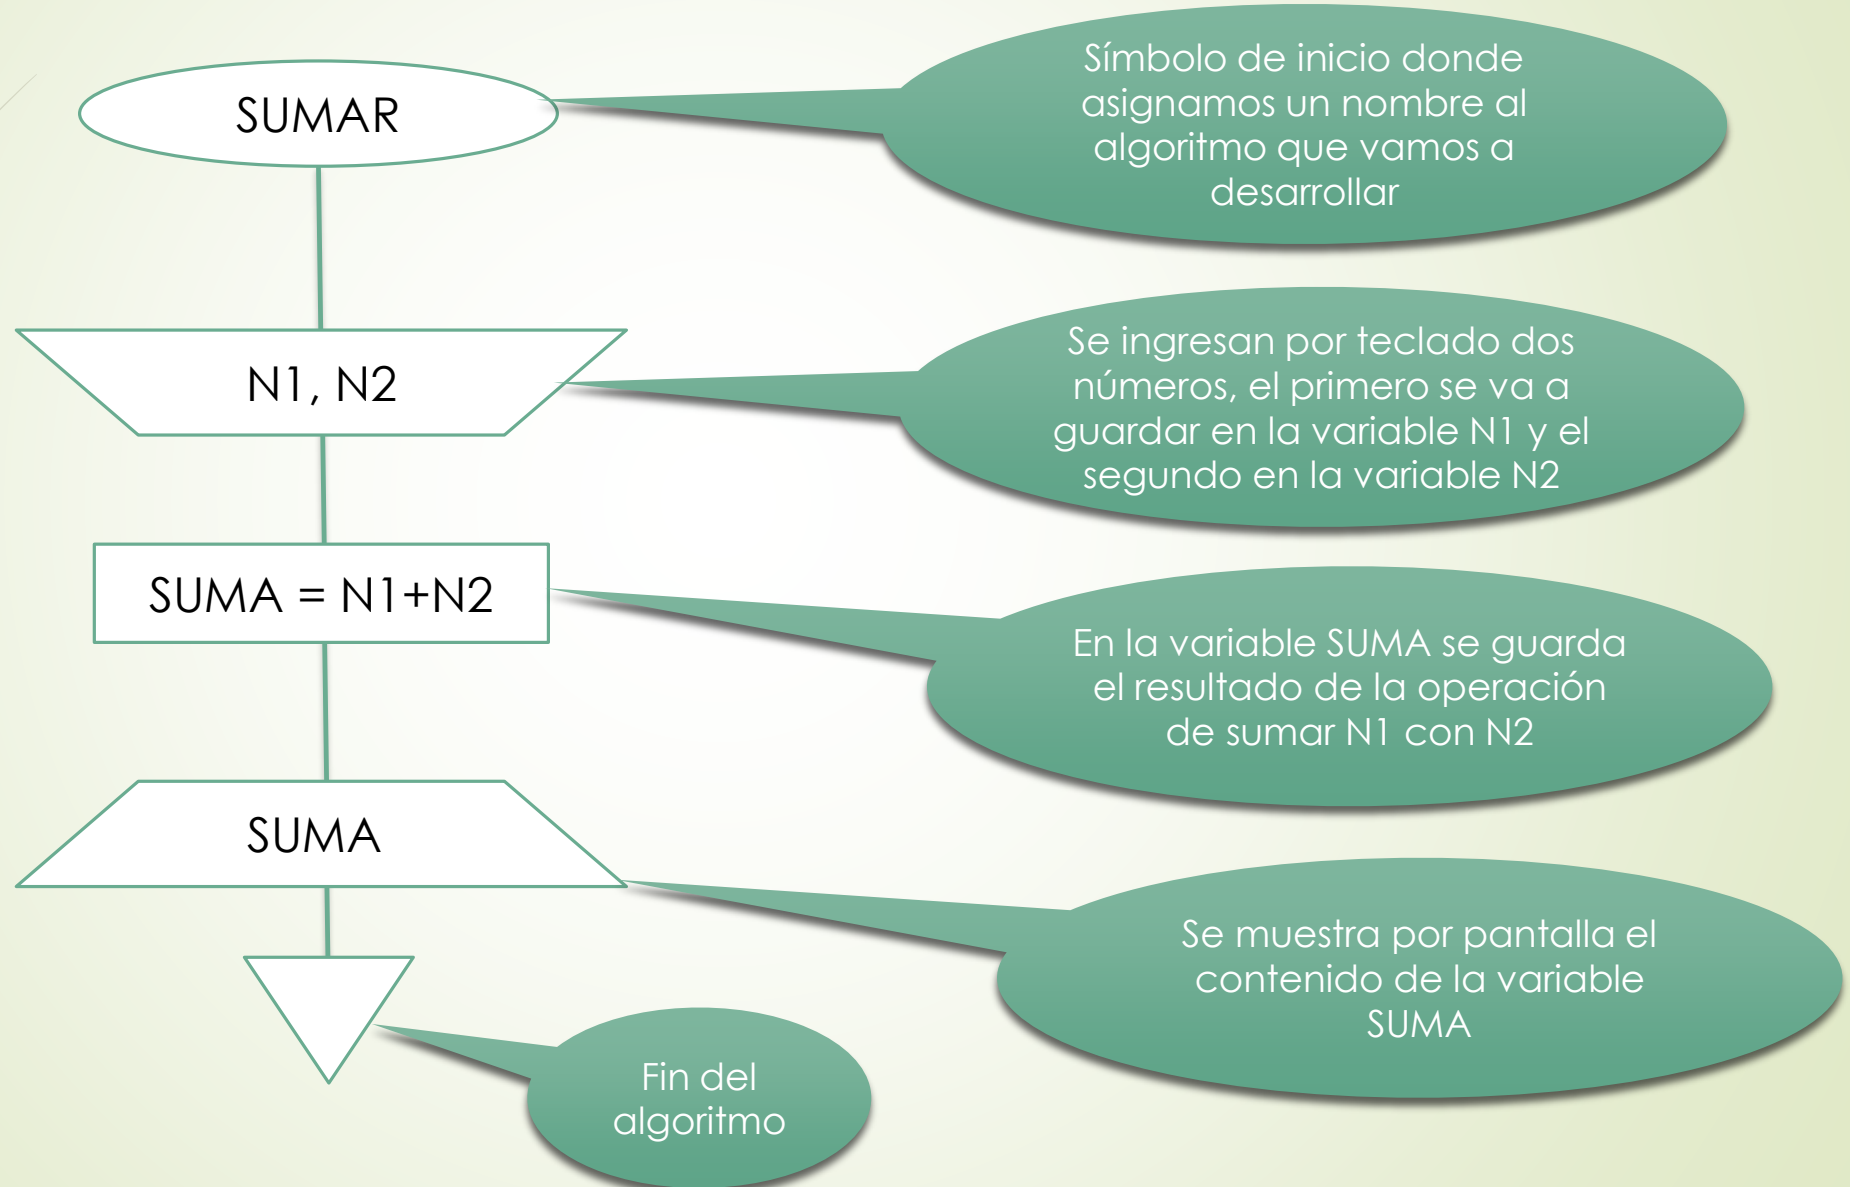 SUMAR
Símbolo de inicio donde
asignamos un nombre al
algoritmo que vamos a
desarrollar
N1, N2
Se ingresan por teclado dos
números, el primero se va a
guardar en la variable N1 y el
segundo en la variable N2
SUMA = N1+N2
En la variable SUMA se guarda
el resultado de la operación
de sumar N1 con N2
SUMA
Se muestra por pantalla el
contenido de la variable
SUMA
Fin del
algoritmo